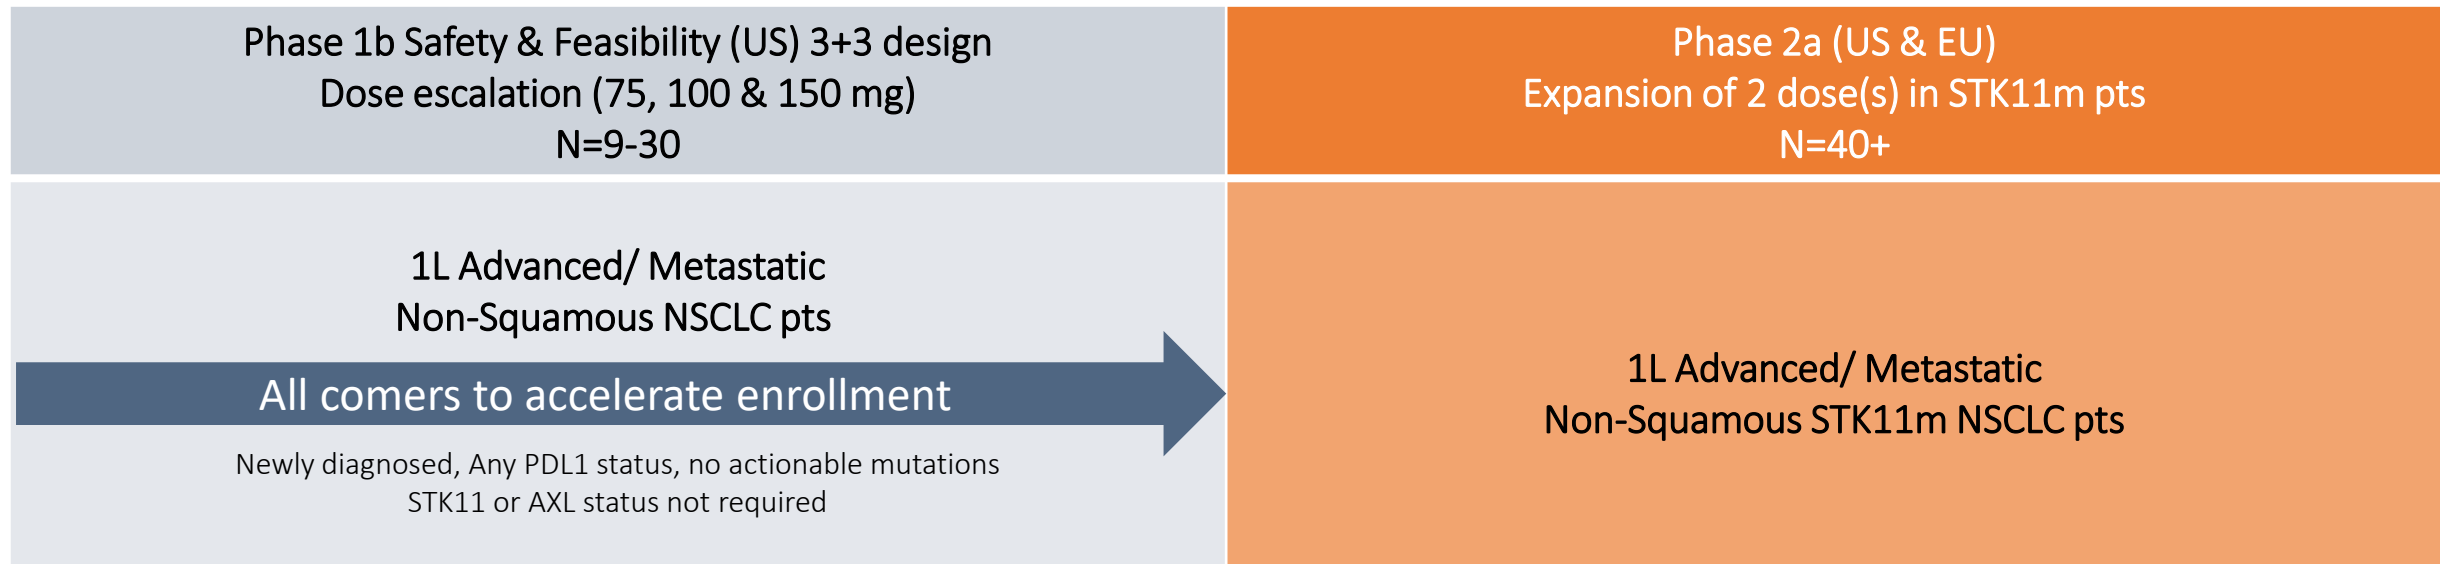 Phase 1b Safety & Feasibility (US) 3+3 design
Dose escalation (75, 100 & 150 mg)
N=9-30
Phase 2a (US & EU)
Expansion of 2 dose(s) in STK11m pts
N=40+
1L Advanced/ Metastatic
Non-Squamous NSCLC pts
All comers to accelerate enrollment
Newly diagnosed, Any PDL1 status, no actionable mutations
STK11 or AXL status not required
1L Advanced/ Metastatic
Non-Squamous STK11m NSCLC pts